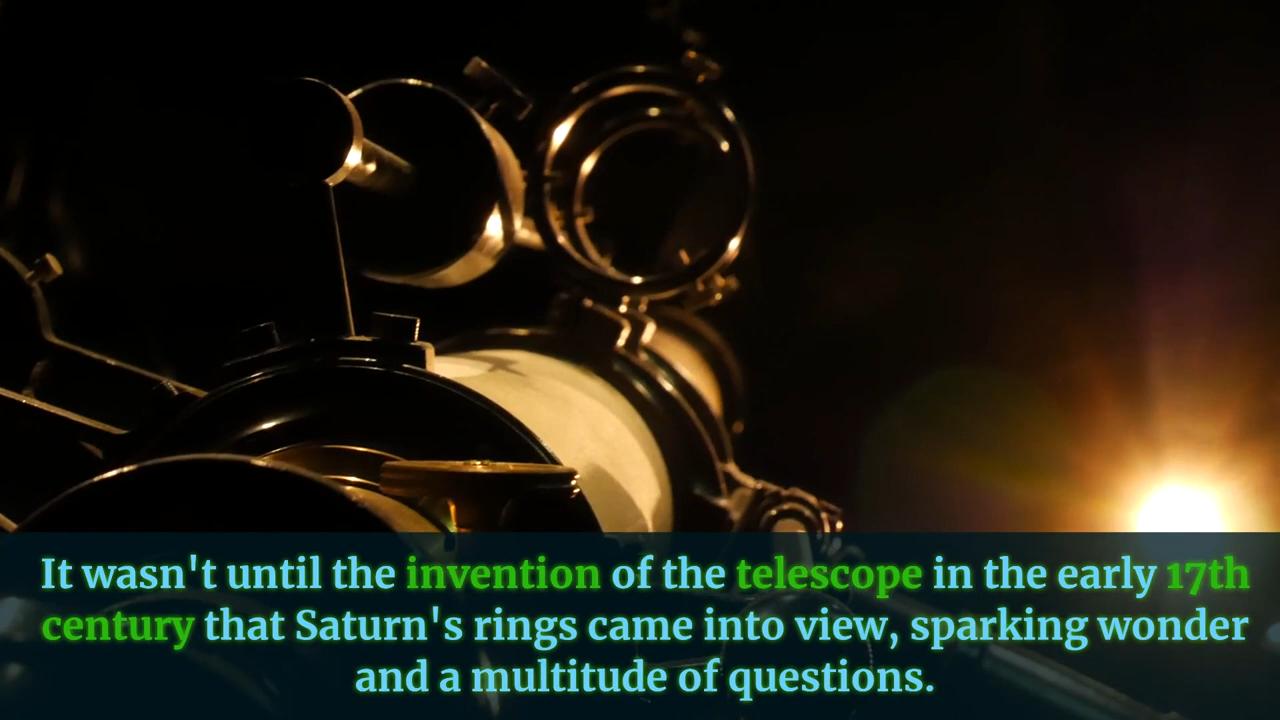 It wasn't until the invention of the telescope in the early 17th
century that Saturn's rings came into view, sparking wonder
and a multitude of questions.